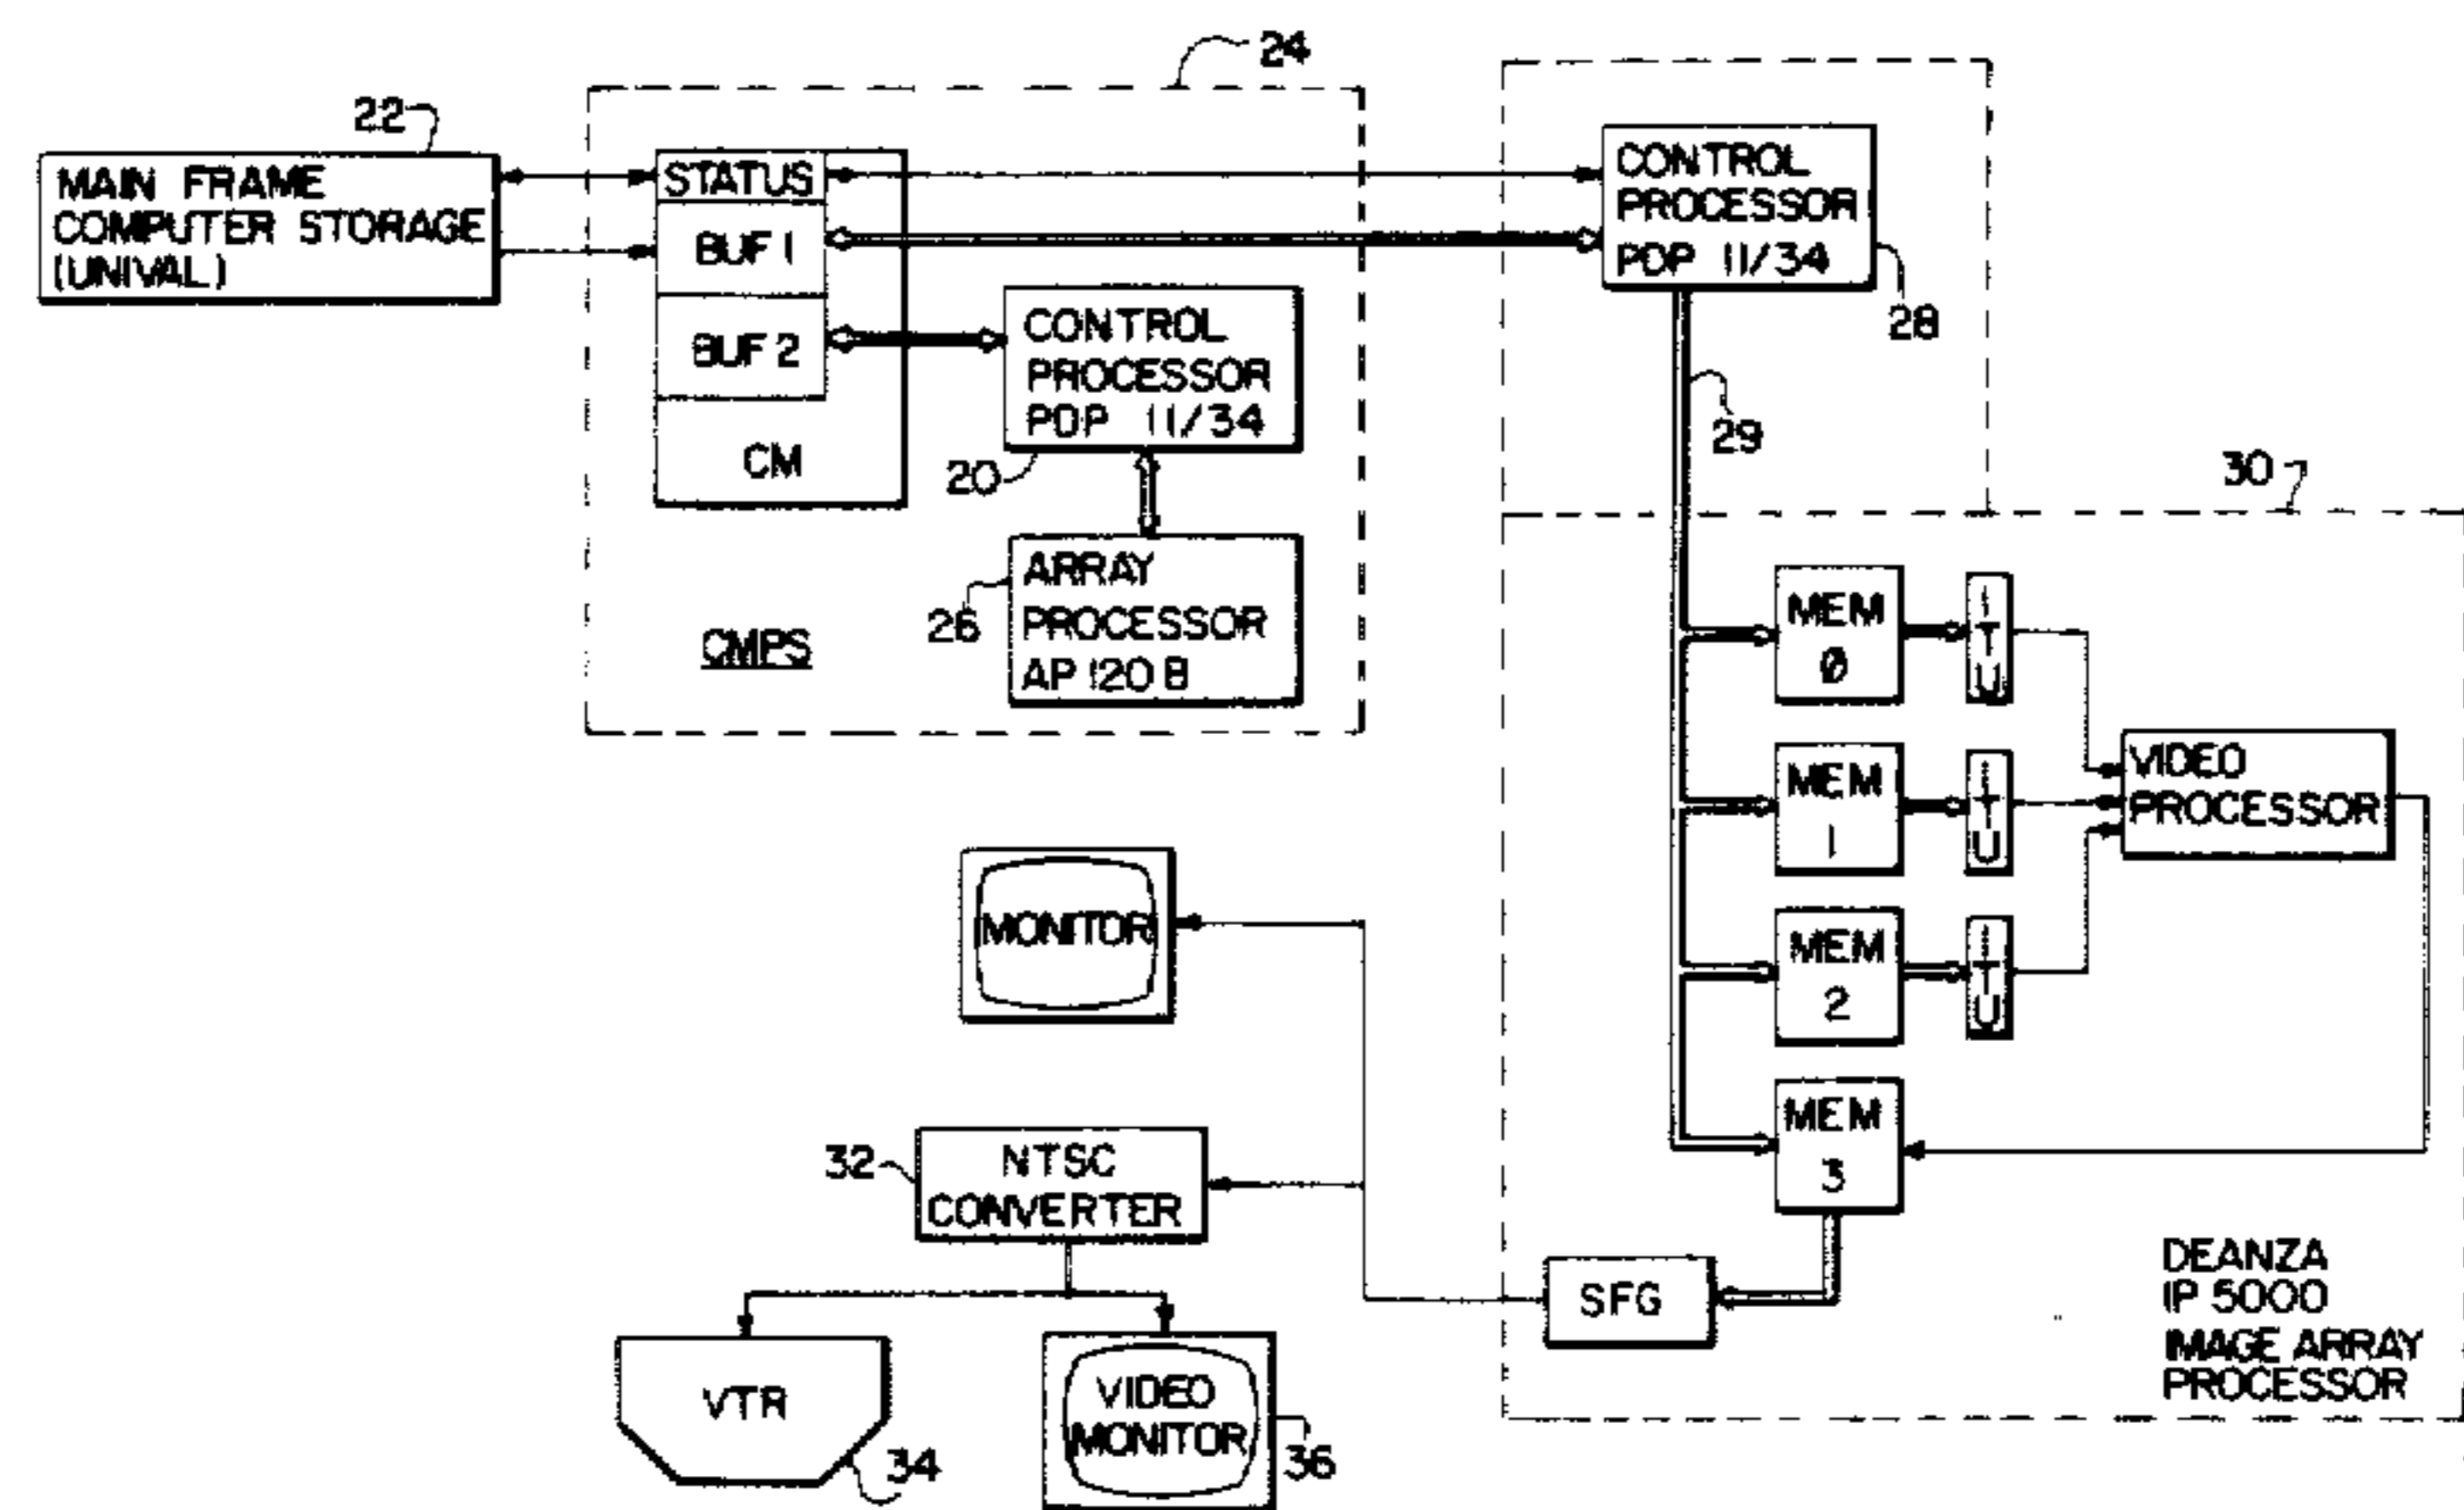 24
22
MAIN FRAME
COMPUTER STORAGE
(UNIVAL)
STATUS
BUF 1
BUF 2
CM
CONTROL
PROCESSOR
PDP 11/34
20
ARRAY
PROCESSOR
AP 120 B
26
CMPS
CONTROL
PROCESSOR
PDP 11/34
28
29
30
MEM
0
I
T
U
MEM
1
I
T
U
MEM
2
I
T
U
VIDEO
PROCESSOR
MEM
3
SFG
DEANZA
IP 5000
IMAGE ARRAY
PROCESSOR
MONITOR
32
NTSC
CONVERTER
VTR
34
VIDEO
MONITOR
36